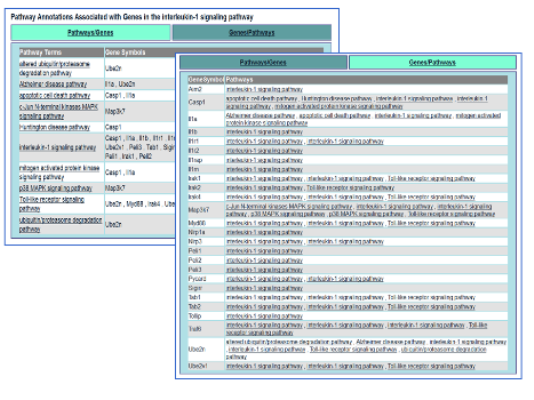 Pathway Annotations Associated with Genes in the interleukin-1 signaling pathway
Pathways/Genes
Genes/Pathways
Pathway Terms
Gene Symbols
altered ubiquitin/proteasome
degradation pathway
Ube2n
Alzheimer disease pathway
Il1a , Ube2n
apoptotic cell death pathway
Casp1 , Il1a
c-Jun N-terminal kinases MAPK
signaling pathway
Map3k7
Huntington disease pathway
Casp1
interleukin-1 signaling pathway
Casp1 , Il1a , Il1b , Il1r1
Ube2v1 , Peli3 , Tab1 , Sigirr
Peli1 , Irak1 , Peli2
mitogen activated protein kinase
signaling pathway
Casp1 , Il1a
p38 MAPK signaling pathway
Map3k7
Toll-like receptor signaling
pathway
Ube2n , Myd88 , Irak4 , Ube
ubiquitin/proteasome degradation
pathway
Ube2n
Pathways/Genes
Genes/Pathways
GeneSymbol Pathways
interleukin-1 signaling pathway
Casp1
apoptotic cell death pathway , Huntington disease pathway , interleukin-1 signaling pathway , interleukin-1
signaling pathway , mitogen activated protein kinase signaling pathway
Il1a
Alzheimer disease pathway , apoptotic cell death pathway , interleukin-1 signaling pathway , mitogen activated
protein kinase signaling pathway
Il1b interleukin-1 signaling pathway
Il1r1 interleukin-1 signaling pathway , interleukin-1 signaling pathway
Il1r2 interleukin-1 signaling pathway
Il1rap interleukin-1 signaling pathway
Il1rn interleukin-1 signaling pathway
Irak1 interleukin-1 signaling pathway , interleukin-1 signaling pathway , Toll-like receptor signaling pathway
Irak2 interleukin-1 signaling pathway , Toll-like receptor signaling pathway
Irak4 interleukin-1 signaling pathway , interleukin-1 signaling pathway , Toll-like receptor signaling pathway
Map3k7
c-Jun N-terminal kinases MAPK signaling pathway , interleukin-1 signaling pathway , interleukin-1 signaling
pathway , p38 MAPK signaling pathway , p38 MAPK signaling pathway , Toll-like receptor signaling pathway
Myd88 interleukin-1 signaling pathway , interleukin-1 signaling pathway , Toll-like receptor signaling pathway
Nlrp1a interleukin-1 signaling pathway
Nlrp3 interleukin-1 signaling pathway , interleukin-1 signaling pathway
Peli1 interleukin-1 signaling pathway
Peli2 interleukin-1 signaling pathway
Peli3 interleukin-1 signaling pathway
Pycard interleukin-1 signaling pathway , interleukin-1 signaling pathway
Sigirr interleukin-1 signaling pathway
Tab1 interleukin-1 signaling pathway , interleukin-1 signaling pathway , Toll-like receptor signaling pathway
Tab2 interleukin-1 signaling pathway , interleukin-1 signaling pathway , Toll-like receptor signaling pathway
Tollip interleukin-1 signaling pathway
Traf6
interleukin-1 signaling pathway , interleukin-1 signaling pathway , interleukin-1 signaling pathway , Toll-like
receptor signaling pathway
Ube2n
altered ubiquitin/proteasome degradation pathway , Alzheimer disease pathway , interleukin-1 signaling pathway
, interleukin-1 signaling pathway , Toll-like receptor signaling pathway , ubiquitin/proteasome degradation
pathway
Ube2v1 interleukin-1 signaling pathway , interleukin-1 signaling pathway , Toll-like receptor signaling pathway